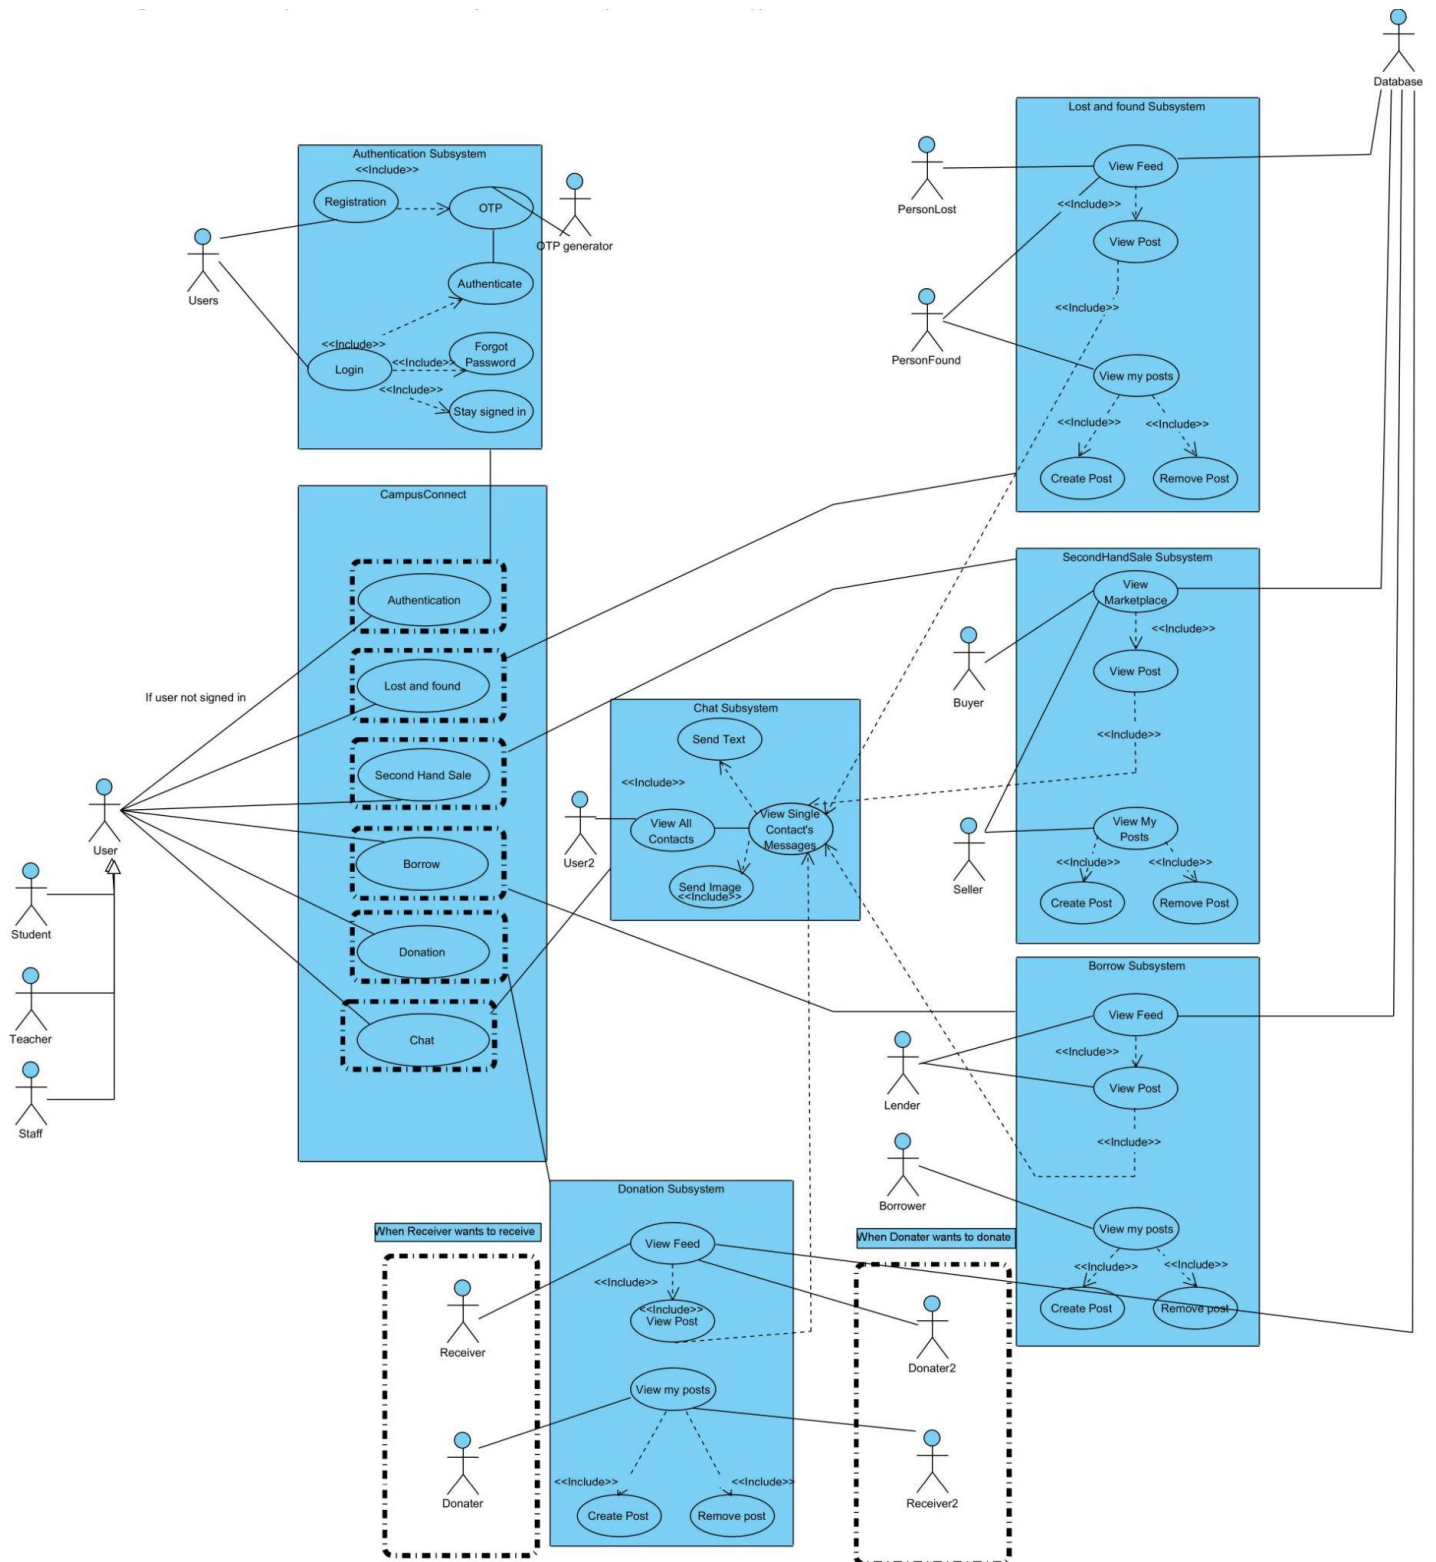 Database
Lost and found Subsystem
View Feed
<<Include>>
View Post
<<Include>>
View my posts
<<Include>>
<<Include>>
Create Post
Remove Post
PersonLost
PersonFound
Authentication Subsystem
<<Include>>
Registration
OTP
OTP generator
Users
Authenticate
<<Include>>
Login
<<Include>>
Forgot
Password
<<Include>>
Stay signed in
CampusConnect
Authentication
Lost and found
Second Hand Sale
Borrow
Donation
Chat
If user not signed in
User
Student
Teacher
Staff
Chat Subsystem
Send Text
<<Include>>
View All
Contacts
View Single
Contact's
Messages
Send Image
<<Include>>
User2
SecondHandSale Subsystem
View
Marketplace
<<Include>>
View Post
<<Include>>
View My
Posts
<<Include>>
<<Include>>
Create Post
Remove Post
Buyer
Seller
Borrow Subsystem
View Feed
<<Include>>
View Post
<<Include>>
View my posts
<<Include>>
<<Include>>
Create Post
Remove post
Lender
Borrower
Donation Subsystem
View Feed
<<Include>>
<<Include>>
View Post
View my posts
<<Include>>
<<Include>>
Create Post
Remove post
When Receiver wants to receive
Receiver
Donater
When Donater wants to donate
Donater2
Receiver2